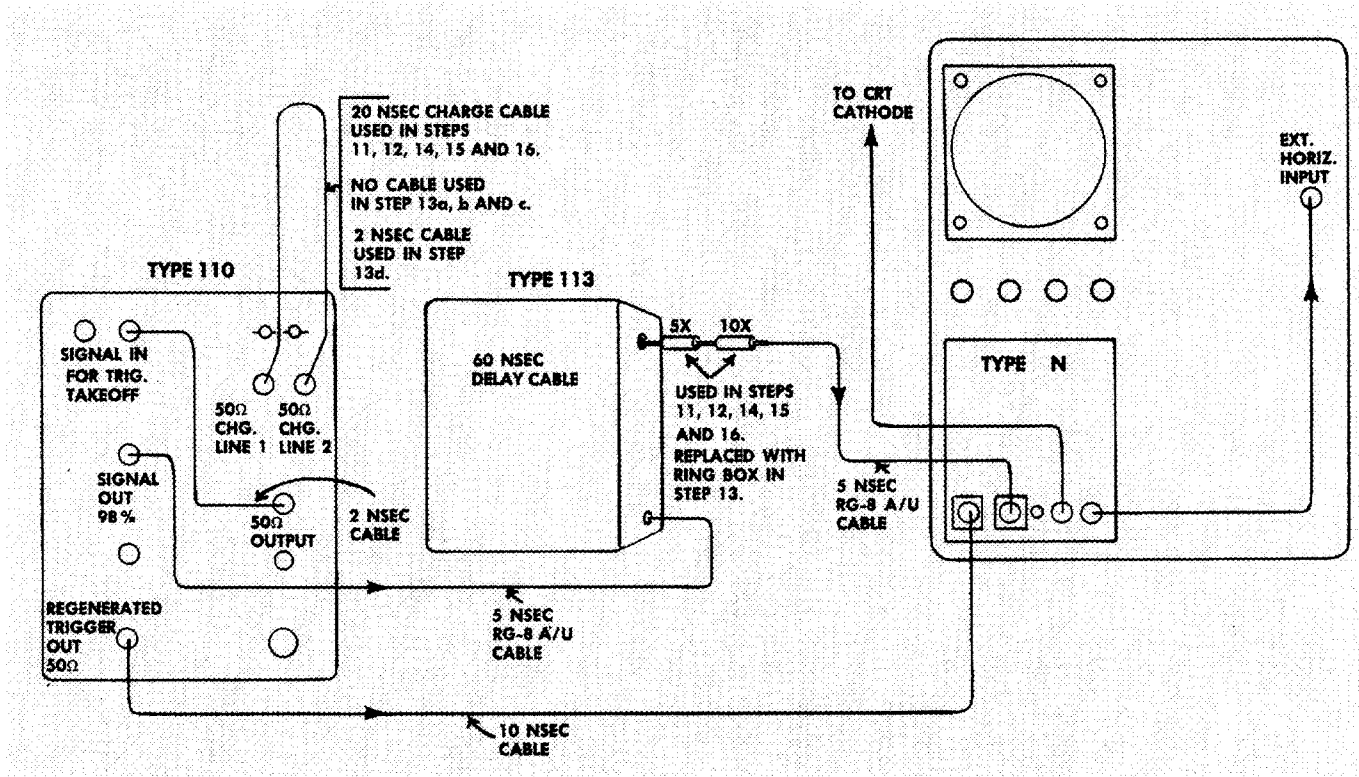 20 NSEC CHARGE CABLE
USED IN STEPS
11, 12, 14, 15 AND 16.
NO CABLE USED
IN STEP 13a, b AND c.
2 NSEC CABLE
USED IN STEP
13d.
TYPE 110
SIGNAL IN
FOR TRIG.
TAKEOFF
50Ω
CHG.
LINE 1
50Ω
CHG.
LINE 2
SIGNAL
OUT
98%
50Ω
OUTPUT
2 NSEC
CABLE
REGENERATED
TRIGGER
OUT
50Ω
TYPE 113
60 NSEC
DELAY CABLE
5X
10X
USED IN STEPS
11, 12, 14, 15
AND 16.
REPLACED WITH
RING BOX IN
STEP 13.
5 NSEC
RG-8 A/U
CABLE
10 NSEC
CABLE
TO CRT
CATHODE
EXT.
HORIZ.
INPUT
TYPE N
5 NSEC
RG-8 A/U
CABLE